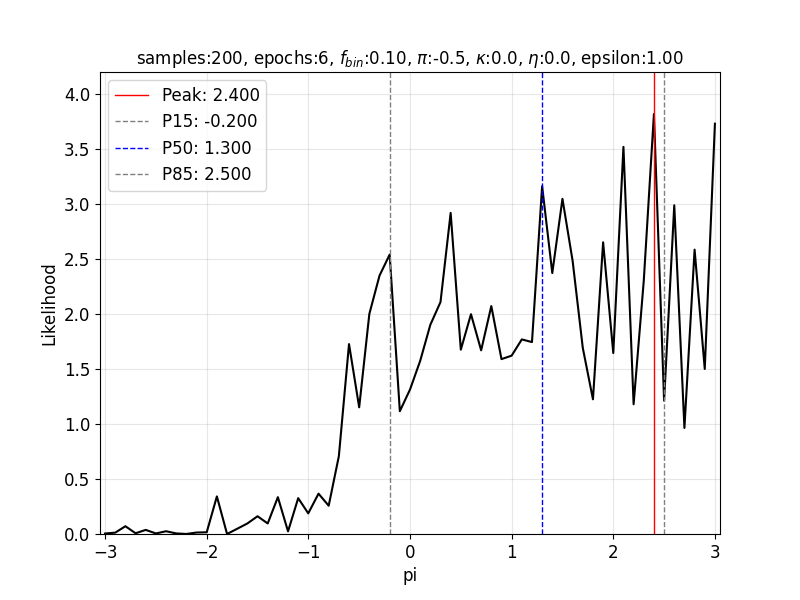 samples:200, epochs:6, $f_{bin}$:0.10, π:-0.5, κ:0.0, η:0.0, epsilon:1.00
Peak: 2.400
P15: -0.200
P50: 1.300
P85: 2.500
4.0
3.5
3.0
2.5
2.0
1.5
1.0
0.5
0.0
Likelihood
−3 −2 −1 0 1 2 3
pi